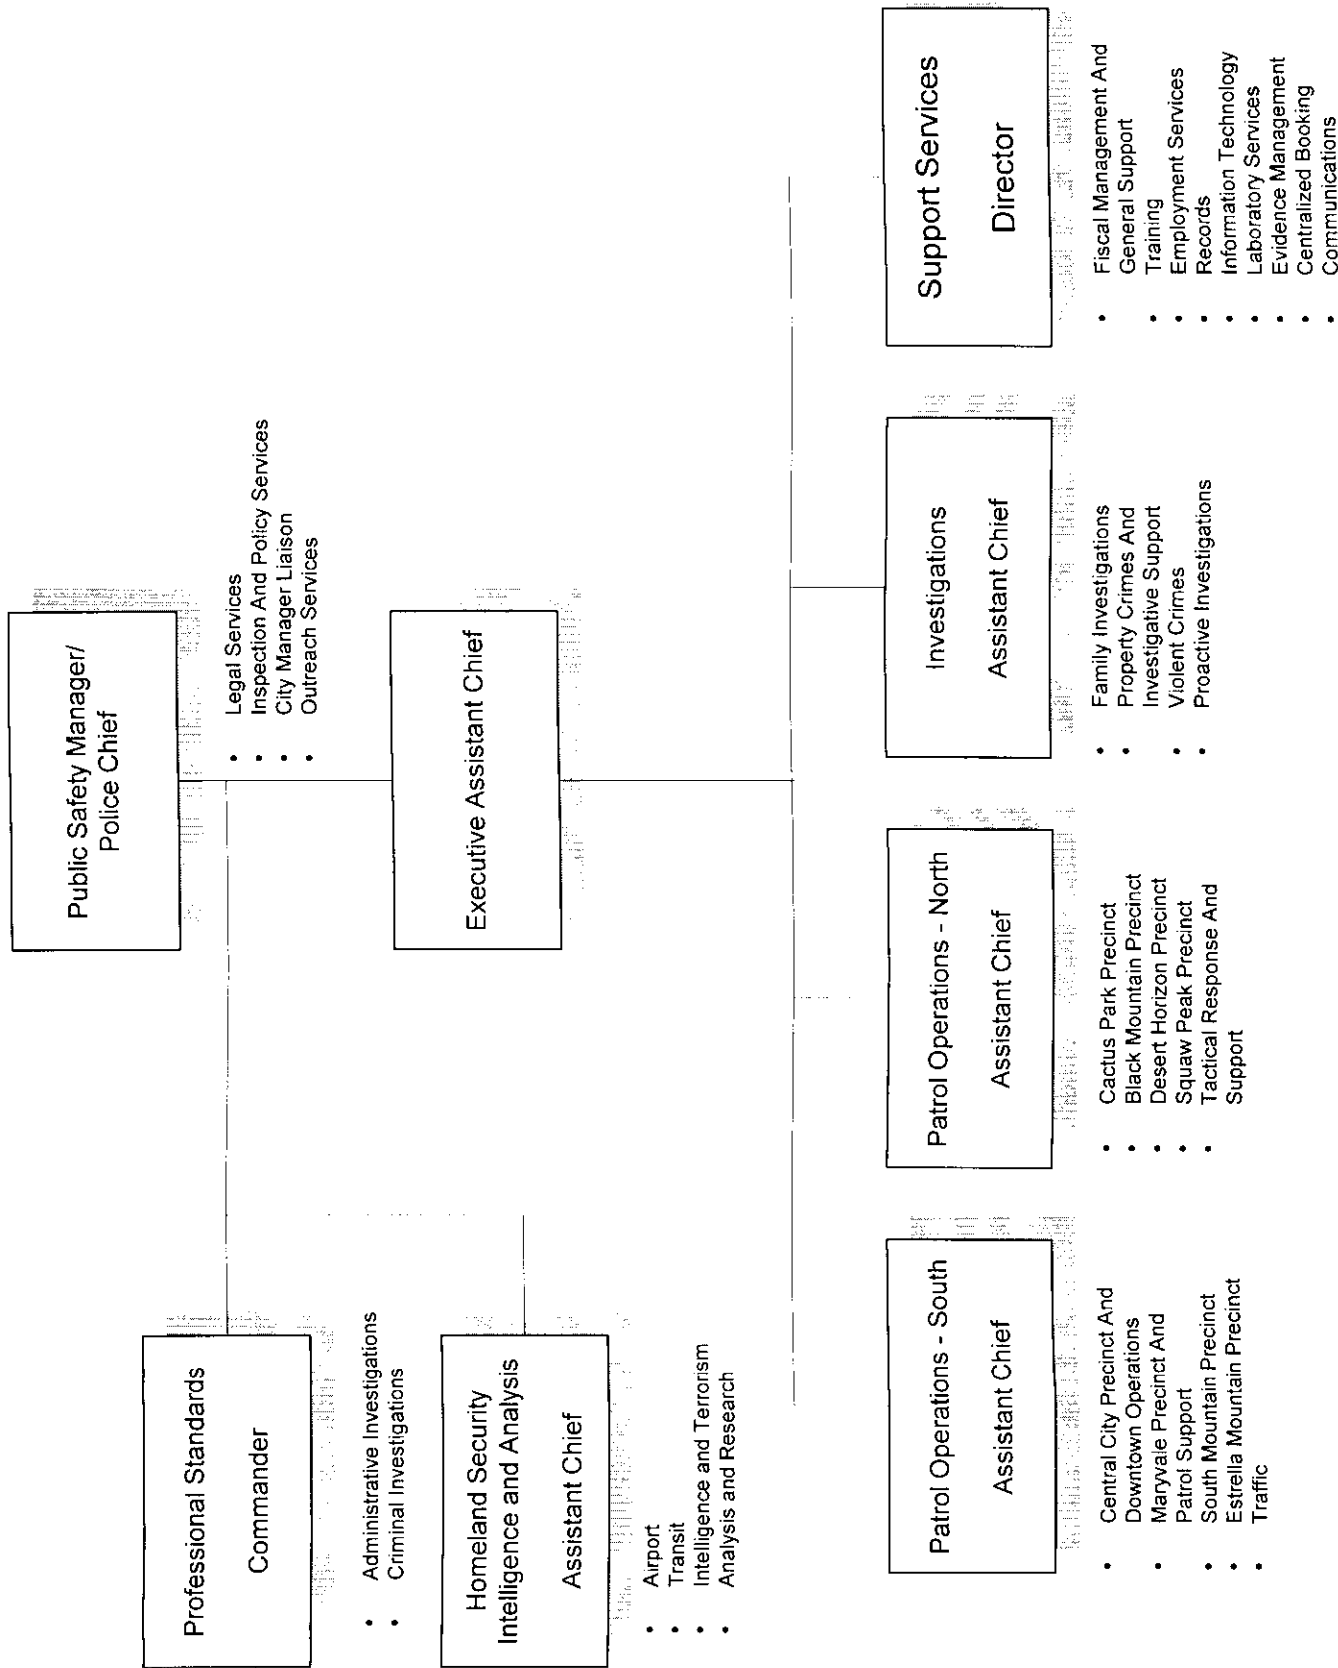 Public Safety Manager/
Police Chief
• Legal Services
• Inspection And Policy Services
• City Manager Liaison
• Outreach Services
Professional Standards
Commander
• Administrative Investigations
• Criminal Investigations
Executive Assistant Chief
Homeland Security
Intelligence and Analysis
Assistant Chief
• Airport
• Transit
• Intelligence and Terrorism
• Analysis and Research
Patrol Operations - South
Assistant Chief
• Central City Precinct And
Downtown Operations
• Maryvale Precinct And
Patrol Support
• South Mountain Precinct
• Estrella Mountain Precinct
• Traffic
Patrol Operations - North
Assistant Chief
• Cactus Park Precinct
• Black Mountain Precinct
• Desert Horizon Precinct
• Squaw Peak Precinct
• Tactical Response And
Support
Investigations
Assistant Chief
• Family Investigations
• Property Crimes And
Investigative Support
• Violent Crimes
• Proactive Investigations
Support Services
Director
• Fiscal Management And
General Support
• Training
• Employment Services
• Records
• Information Technology
• Laboratory Services
• Evidence Management
• Centralized Booking
• Communications